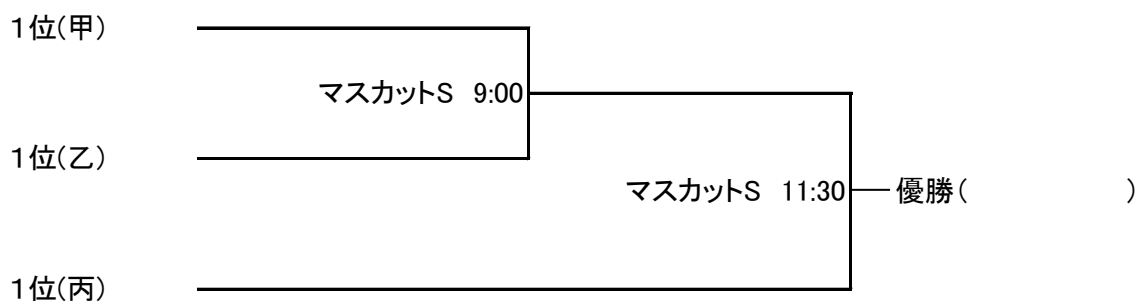 １位(甲)
マスカットS　9:00
１位(乙)
マスカットS　11:30
優勝(　　　　　　　)
１位(丙)